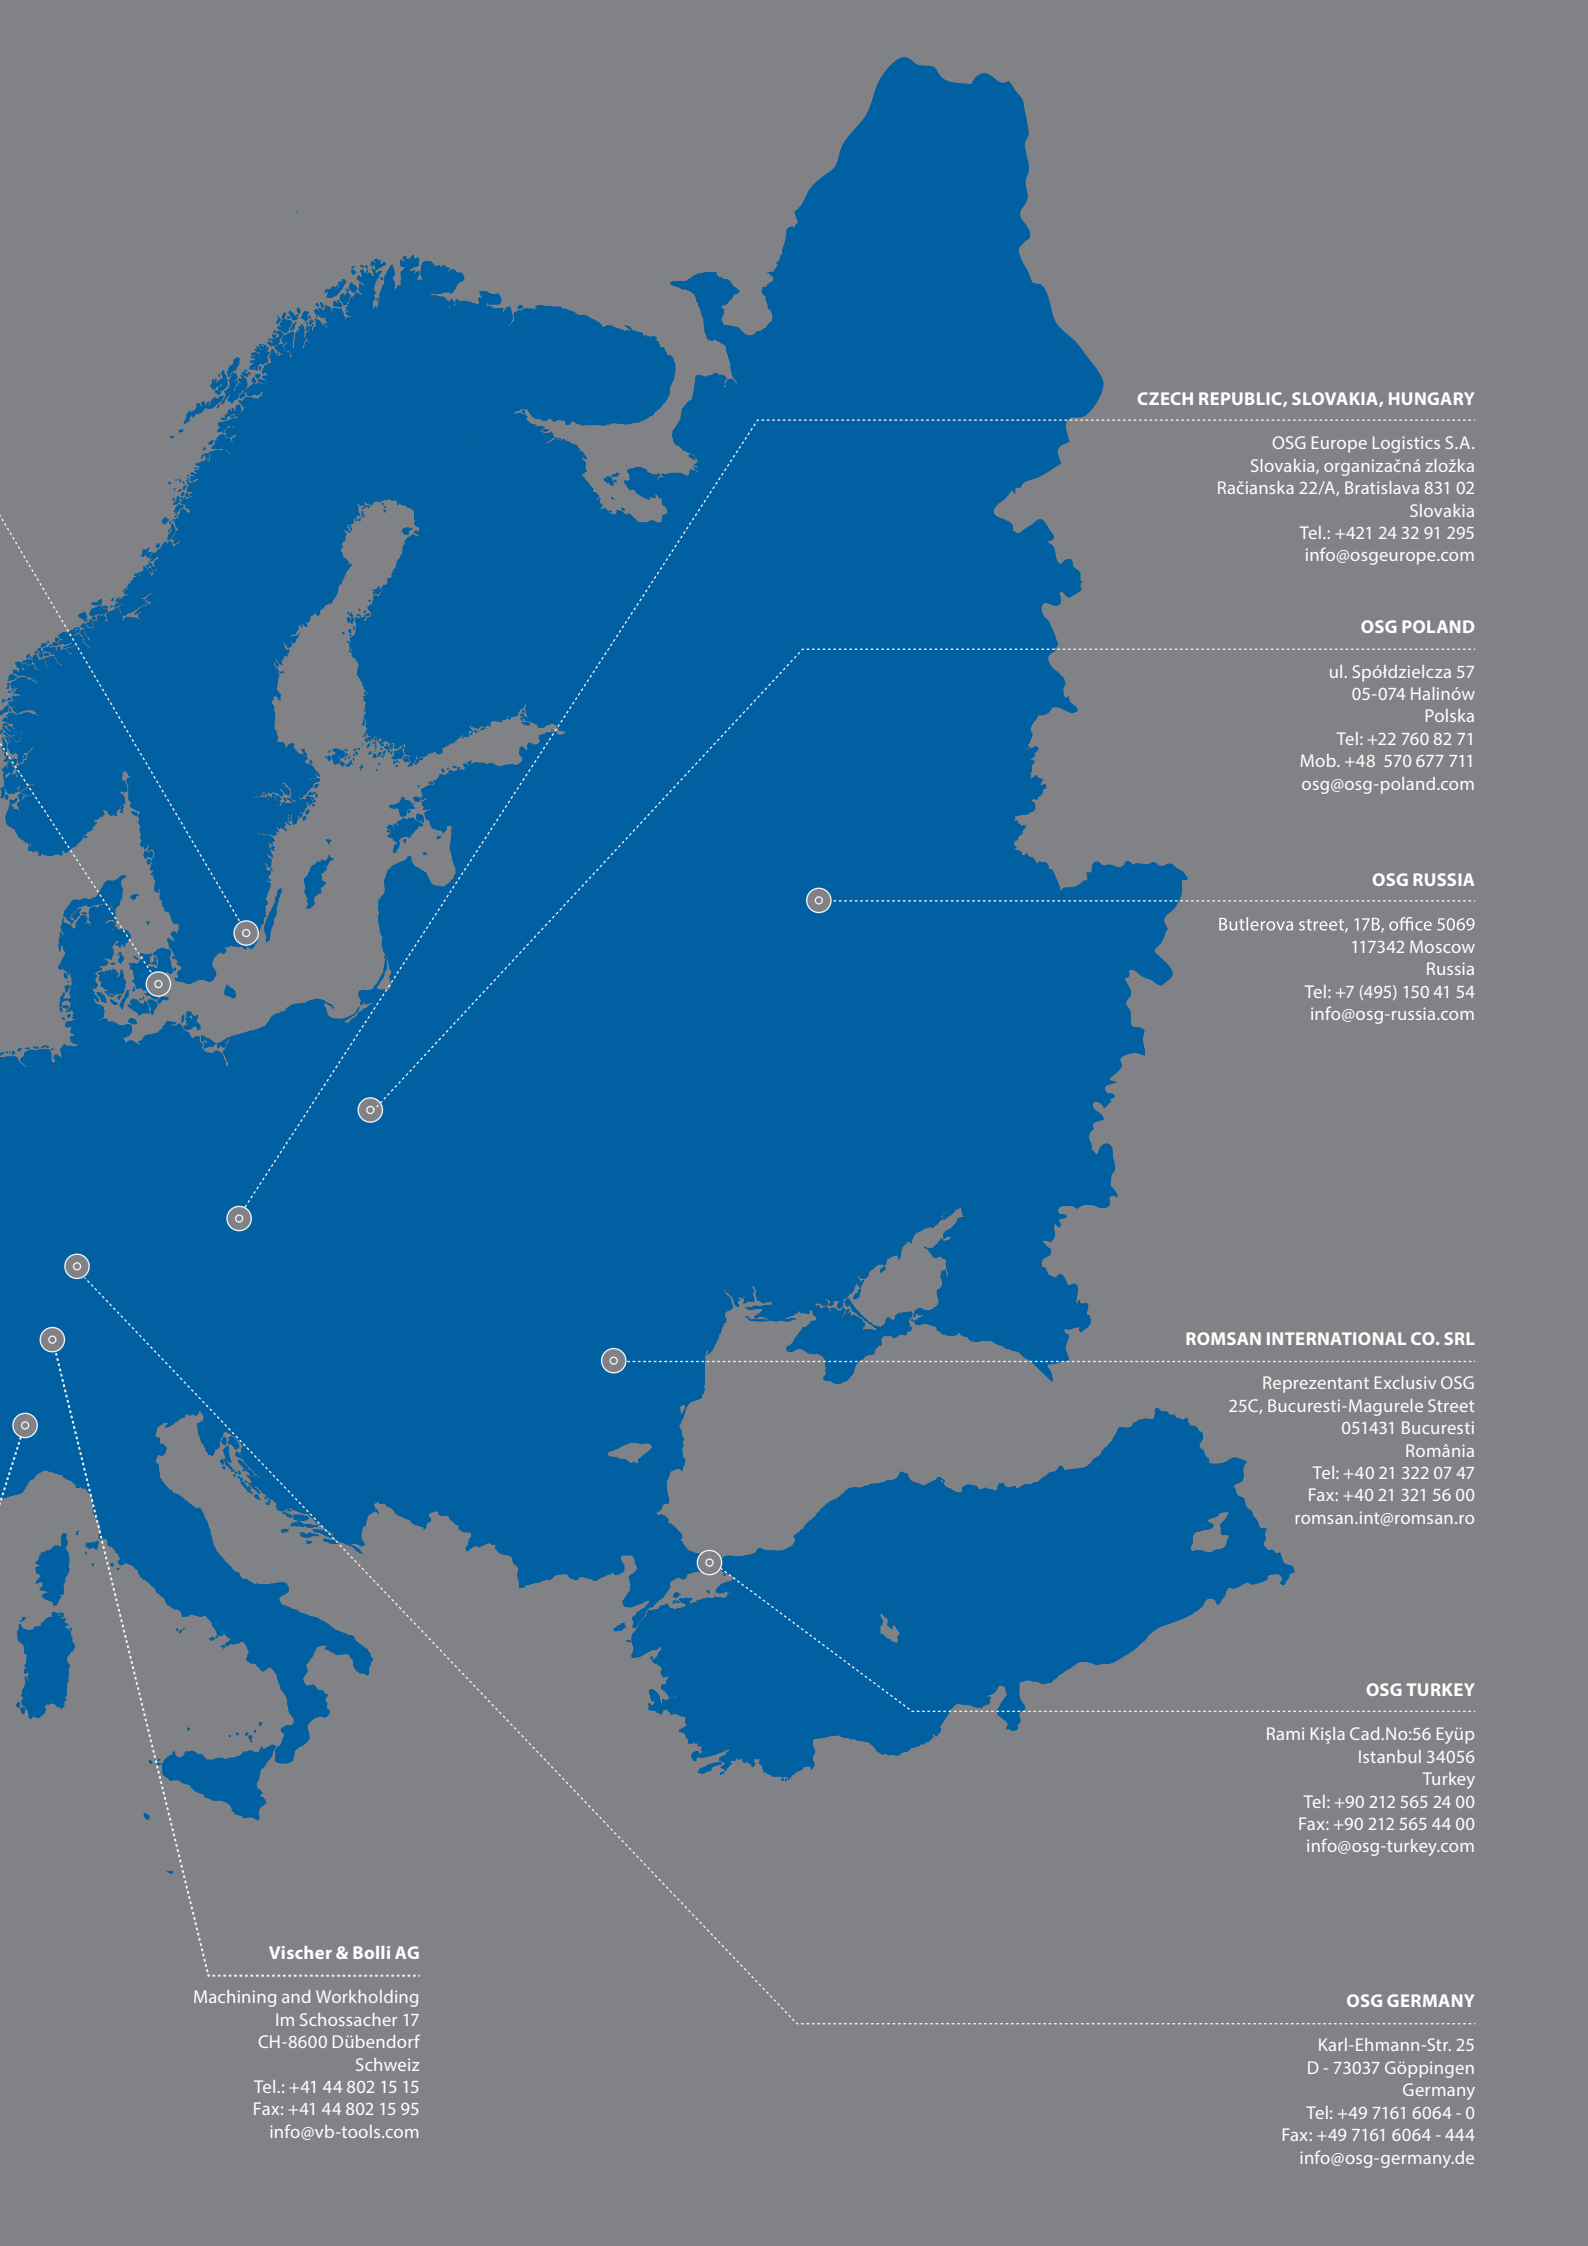 CZECH REPUBLIC, SLOVAKIA, HUNGARY
OSG Europe Logistics S.A.
Slovakia, organizačná zložka
Račianska 22/A, Bratislava 831 02
Slovakia
Tel.: +421 24 32 91 295
info@osgeurope.com
OSG POLAND
ul. Spółdzielcza 57
05-074 Halinów
Polska
Tel: +22 760 82 71
Mob. +48 570 677 711
osg@osg-poland.com
OSG RUSSIA
Butlerova street, 17B, office 5069
117342 Moscow
Russia
Tel: +7 (495) 150 41 54
info@osg-russia.com
ROMSAN INTERNATIONAL CO. SRL
Reprezentant Exclusiv OSG
25C, Bucuresti-Magurele Street
051431 Bucuresti
România
Tel: +40 21 322 07 47
Fax: +40 21 321 56 00
romsan.int@romsan.ro
OSG TURKEY
Rami Kişla Cad.No:56 Eyüp
Istanbul 34056
Turkey
Tel: +90 212 565 24 00
Fax: +90 212 565 44 00
info@osg-turkey.com
Vischer & Bolli AG
Machining and Workholding
Im Schossacher 17
CH-8600 Dübendorf
Schweiz
Tel.: +41 44 802 15 15
Fax: +41 44 802 15 95
info@vb-tools.com
OSG GERMANY
Karl-Ehmann-Str. 25
D - 73037 Göppingen
Germany
Tel: +49 7161 6064 - 0
Fax: +49 7161 6064 - 444
info@osg-germany.de